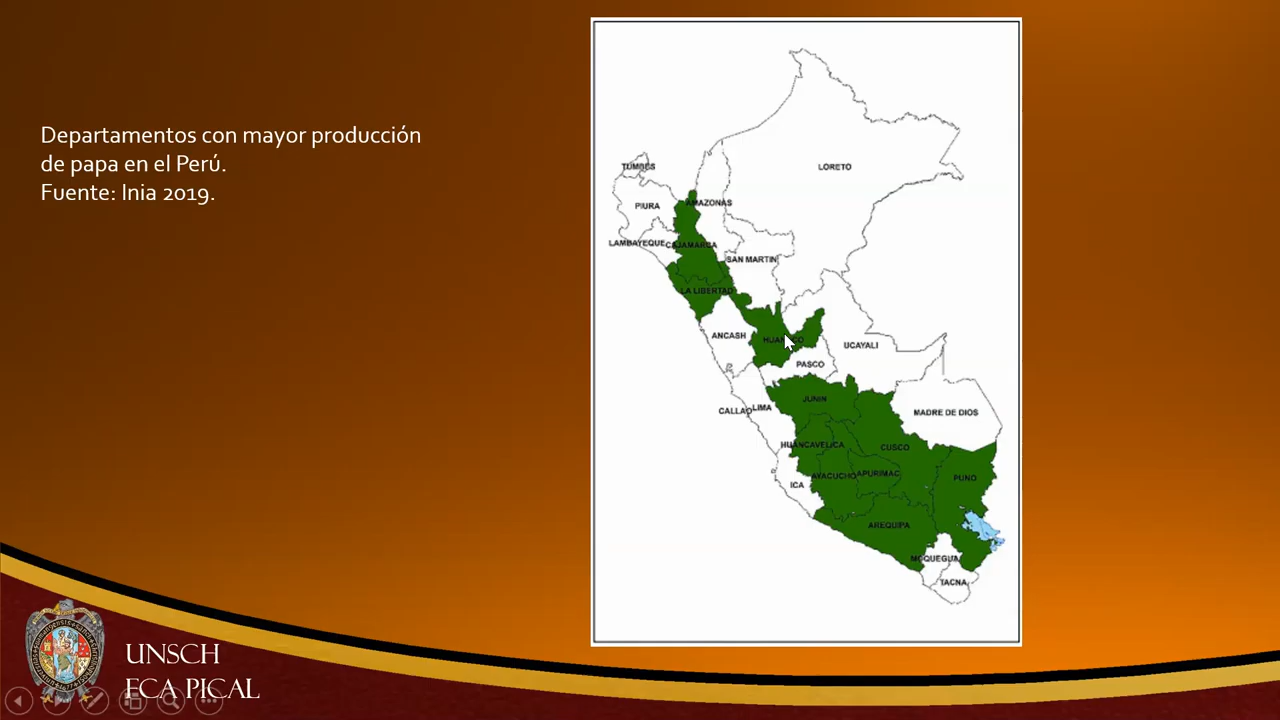 Departamentos con mayor producción
de papa en el Perú.
Fuente: Inia 2019.
TUMBES
LORETO
PIURA
AMAZONAS
LAMBAYEQUE
CAJAMARCA
SAN MARTIN
LA LIBERTAD
ANCASH
HUANUCO
UCAYALI
PASCO
JUNIN
CALLAO
LIMA
MADRE DE DIOS
HUANCAVELICA
CUSCO
AYACUCHO
APURIMAC
PUNO
ICA
AREQUIPA
MOQUEGUA
TACNA
UNSCH
FCA PICAL